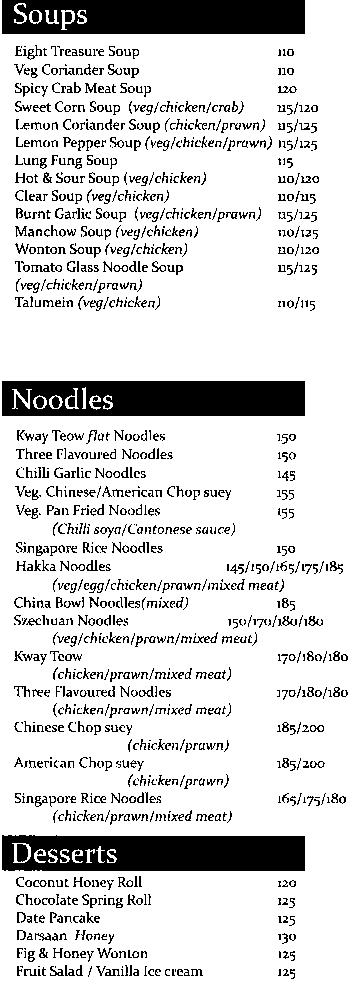 Soups
Eight Treasure Soup 110
Veg Coriander Soup 110
Spicy Crab Meat Soup 120
Sweet Corn Soup (veg/chicken/crab) 115/120
Lemon Coriander Soup (chicken/prawn) 115/125
Lemon Pepper Soup (veg/chicken/prawn) 115/125
Lung Fung Soup 115
Hot & Sour Soup (veg/chicken) 110/120
Clear Soup (veg/chicken) 110/115
Burnt Garlic Soup (veg/chicken/prawn) 115/125
Manchow Soup (veg/chicken) 110/125
Wonton Soup (veg/chicken) 110/120
Tomato Glass Noodle Soup 115/125
(veg/chicken/prawn)
Talumein (veg/chicken) 110/115
Noodles
Kway Teow flat Noodles 150
Three Flavoured Noodles 150
Chilli Garlic Noodles 145
Veg. Chinese/American Chop suey 155
Veg. Pan Fried Noodles 155
(Chilli soya/Cantonese sauce)
Singapore Rice Noodles 150
Hakka Noodles 145/150/165/175/185
(veg/egg/chicken/prawn/mixed meat)
China Bowl Noodles(mixed) 185
Szechuan Noodles 150/170/180/180
(veg/chicken/prawn/mixed meat)
Kway Teow 170/180/180
(chicken/prawn/mixed meat)
Three Flavoured Noodles 170/180/180
(chicken/prawn/mixed meat)
Chinese Chop suey 185/200
(chicken/prawn)
American Chop suey 185/200
(chicken/prawn)
Singapore Rice Noodles 165/175/180
(chicken/prawn/mixed meat)
Desserts
Coconut Honey Roll 120
Chocolate Spring Roll 125
Date Pancake 125
Darsaan Honey 130
Fig & Honey Wonton 125
Fruit Salad / Vanilla Ice cream 125